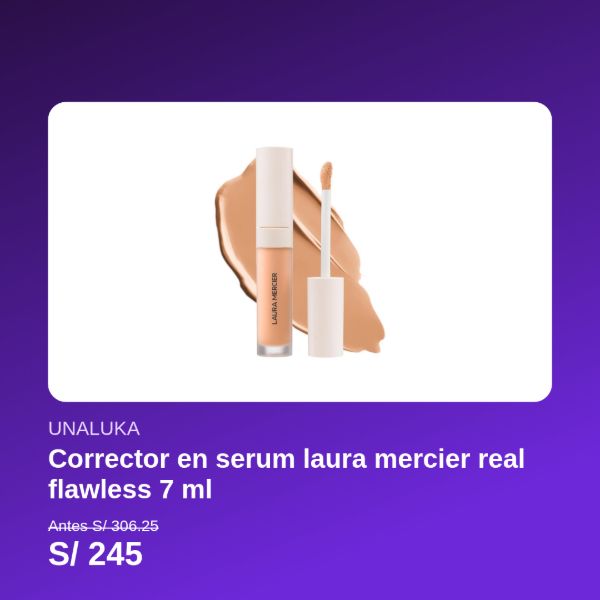 LAURA MERCIER
UNALUKA
Corrector en serum laura mercier real
flawless 7 ml
Antes S/ 306.25
S/ 245